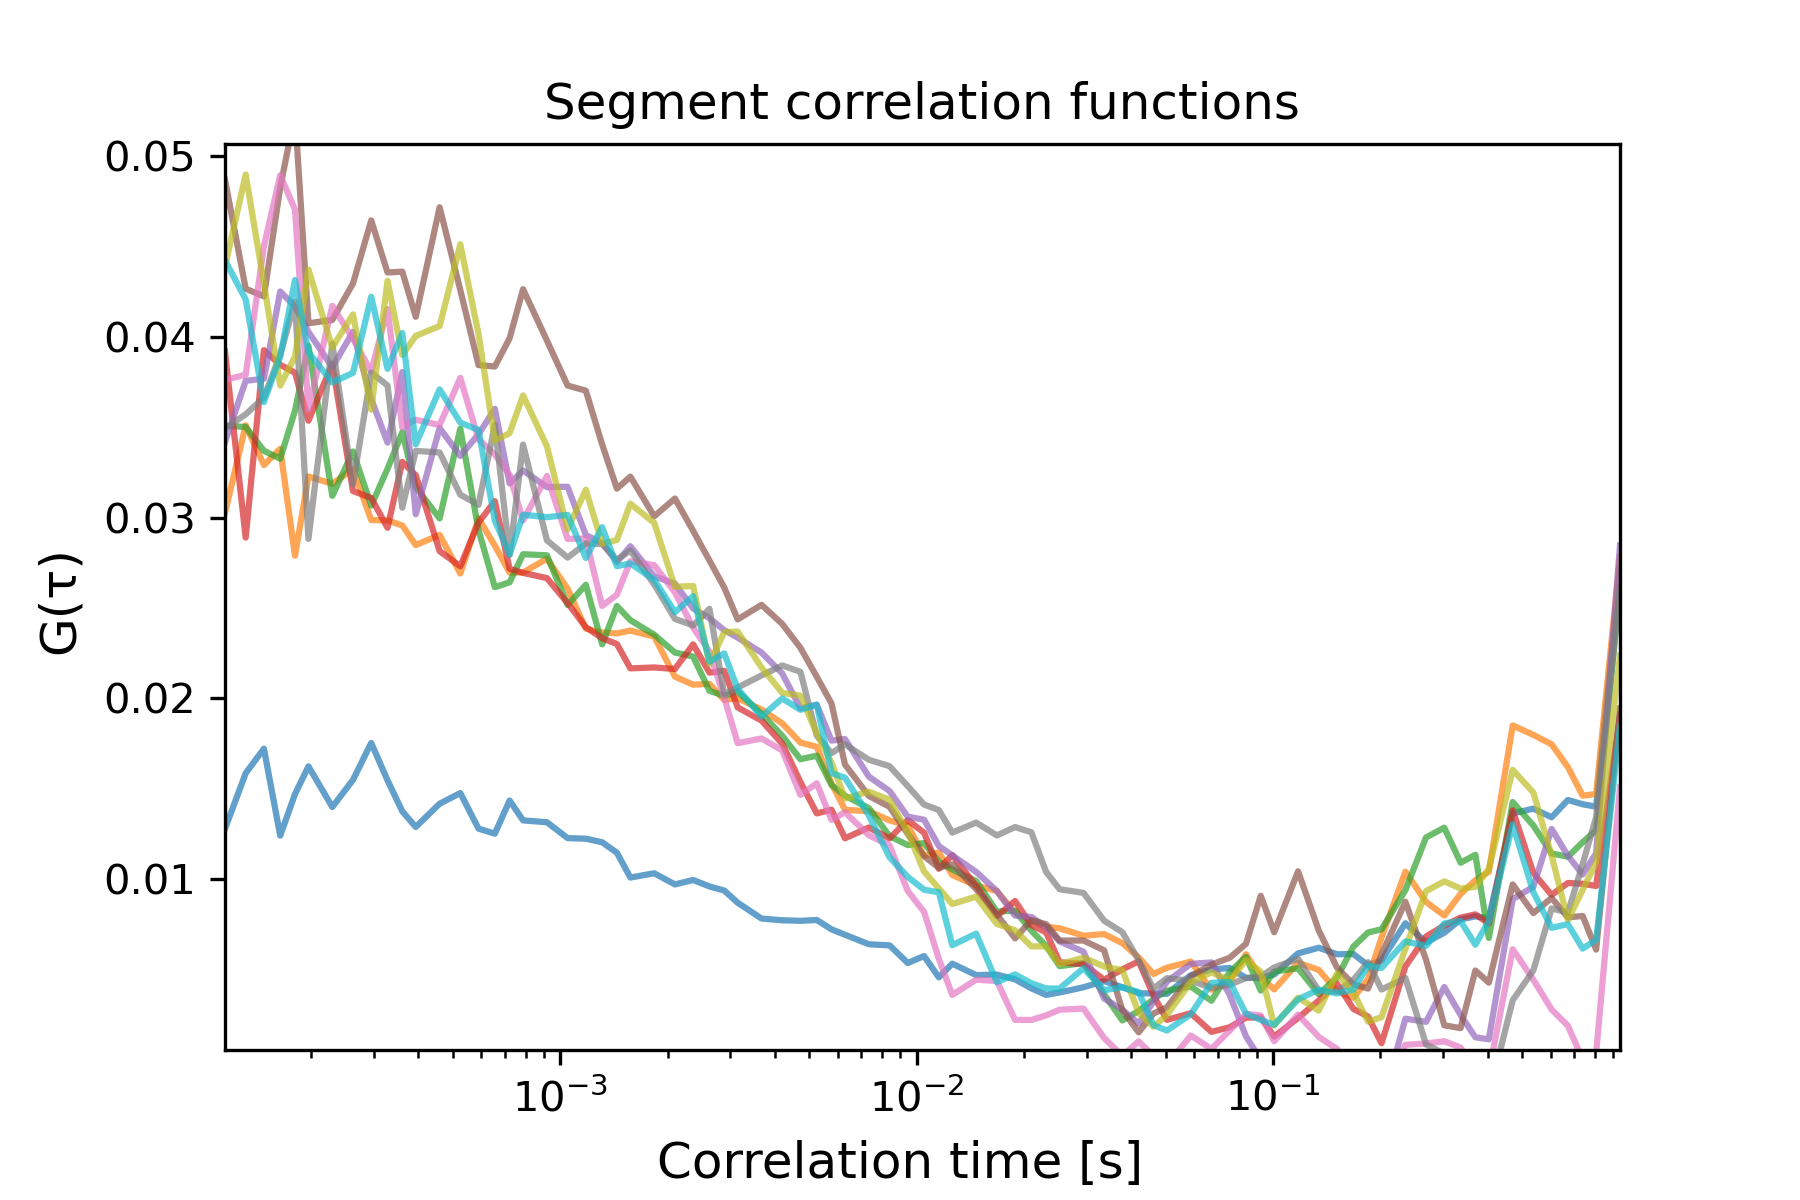 Segment correlation functions
0.05
0.04
0.03
0.02
0.01
G(τ)
10⁻³ 10⁻² 10⁻¹
Correlation time [s]